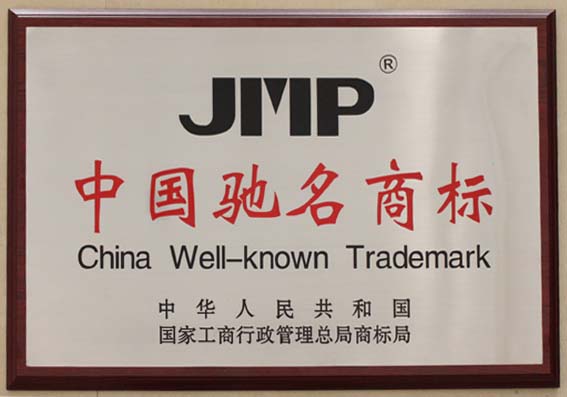 JMP®
中国驰名商标
China Well-known Trademark
中华人民共和国
国家工商行政管理总局商标局